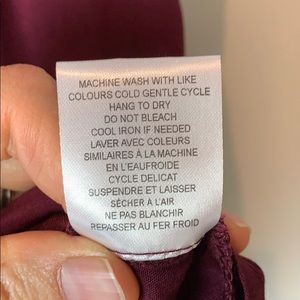 MACHINE WASH WITH LIKE
COLOURS COLD GENTLE CYCLE
HANG TO DRY
DO NOT BLEACH
COOL IRON IF NEEDED
LAVER AVEC COLEURS
SIMILAIRES À LA MACHINE
EN L'EAUFROIDE
CYCLE DELICAT
SUSPENDRE ET LAISSER
SÈCHER À L'AIR
NE PAS BLANCHIR
REPASSER AU FER FROID